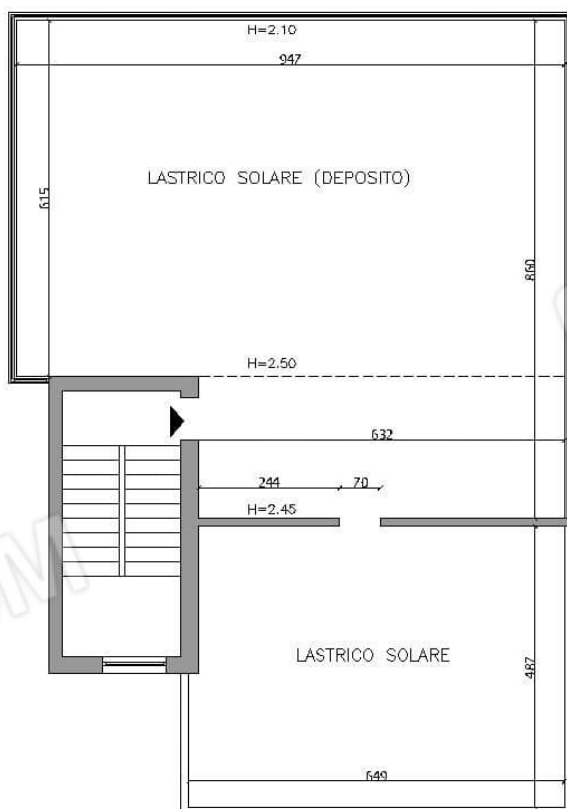 H=2.10
947
LASTRICO SOLARE (DEPOSITO)
615
860
H=2.50
632
244
70
H=2.45
LASTRICO SOLARE
487
649